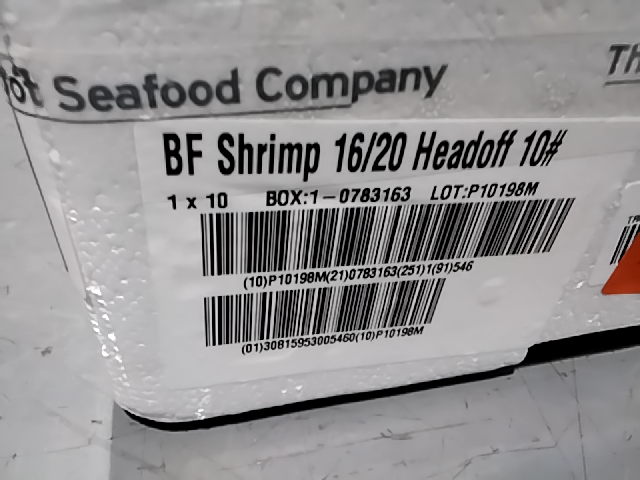 Seafood Company
TH
BF Shrimp 16/20 Headoff 10#
1 x 10 BOX:1-0783163 LOT:P10198M
(10)P10198M(21)0783163(251)1(91)546
(01)30815953005460(10)P10198M